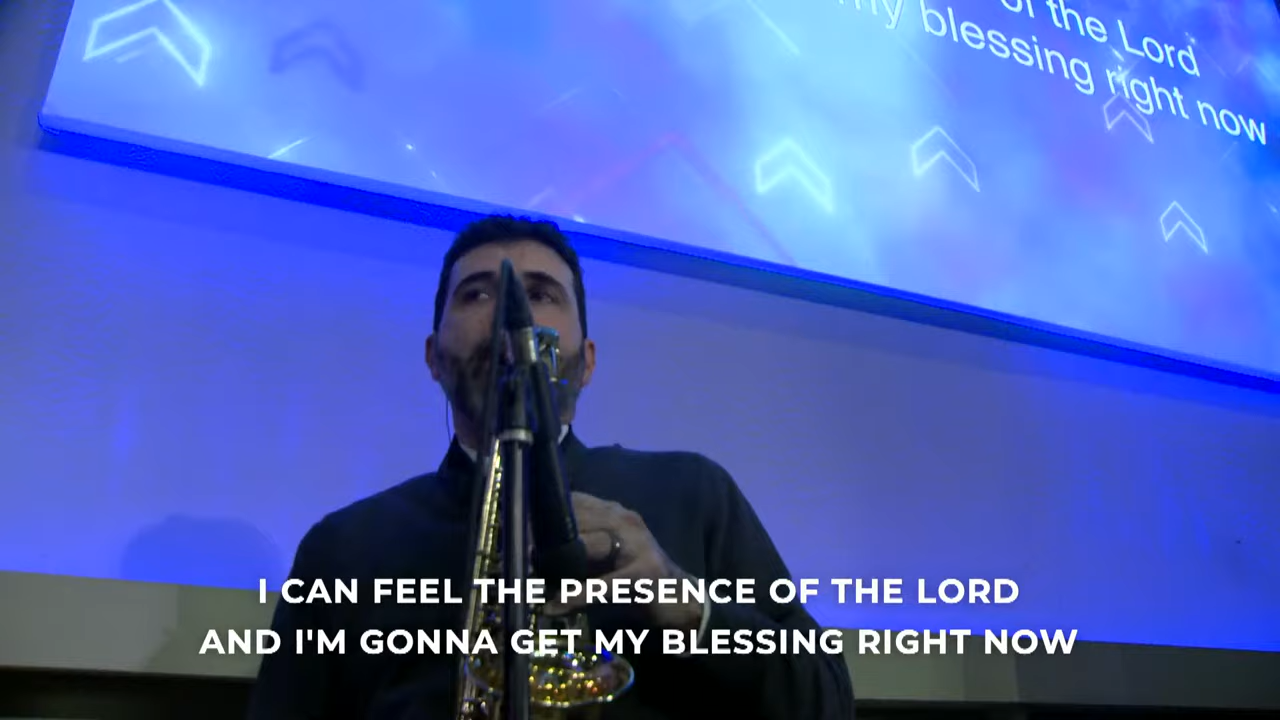 of the Lord
my blessing right now
I CAN FEEL THE PRESENCE OF THE LORD
AND I'M GONNA GET MY BLESSING RIGHT NOW